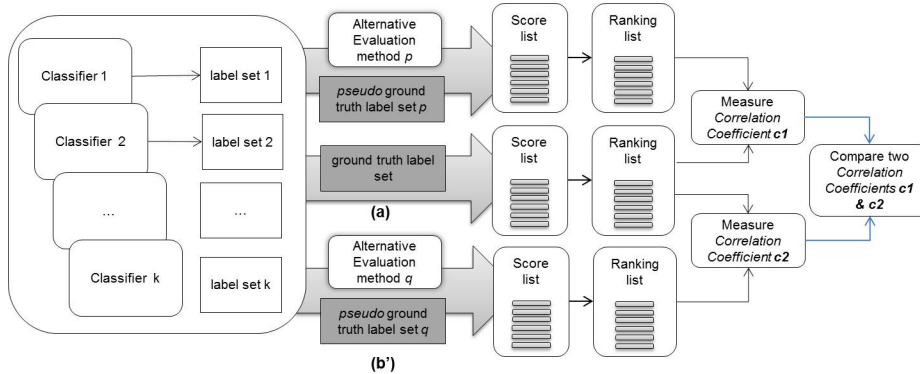 Classifier 1
label set 1
Classifier 2
label set 2
...
...
Classifier k
label set k
Alternative
Evaluation
method p
pseudo ground
truth label set p
Score
list
Ranking
list
ground truth label
set
(a)
Score
list
Ranking
list
Alternative
Evaluation
method q
pseudo ground
truth label set q
(b’)
Score
list
Ranking
list
Measure
Correlation
Coefficient c1
Measure
Correlation
Coefficient c2
Compare two
Correlation
Coefficients c1
& c2